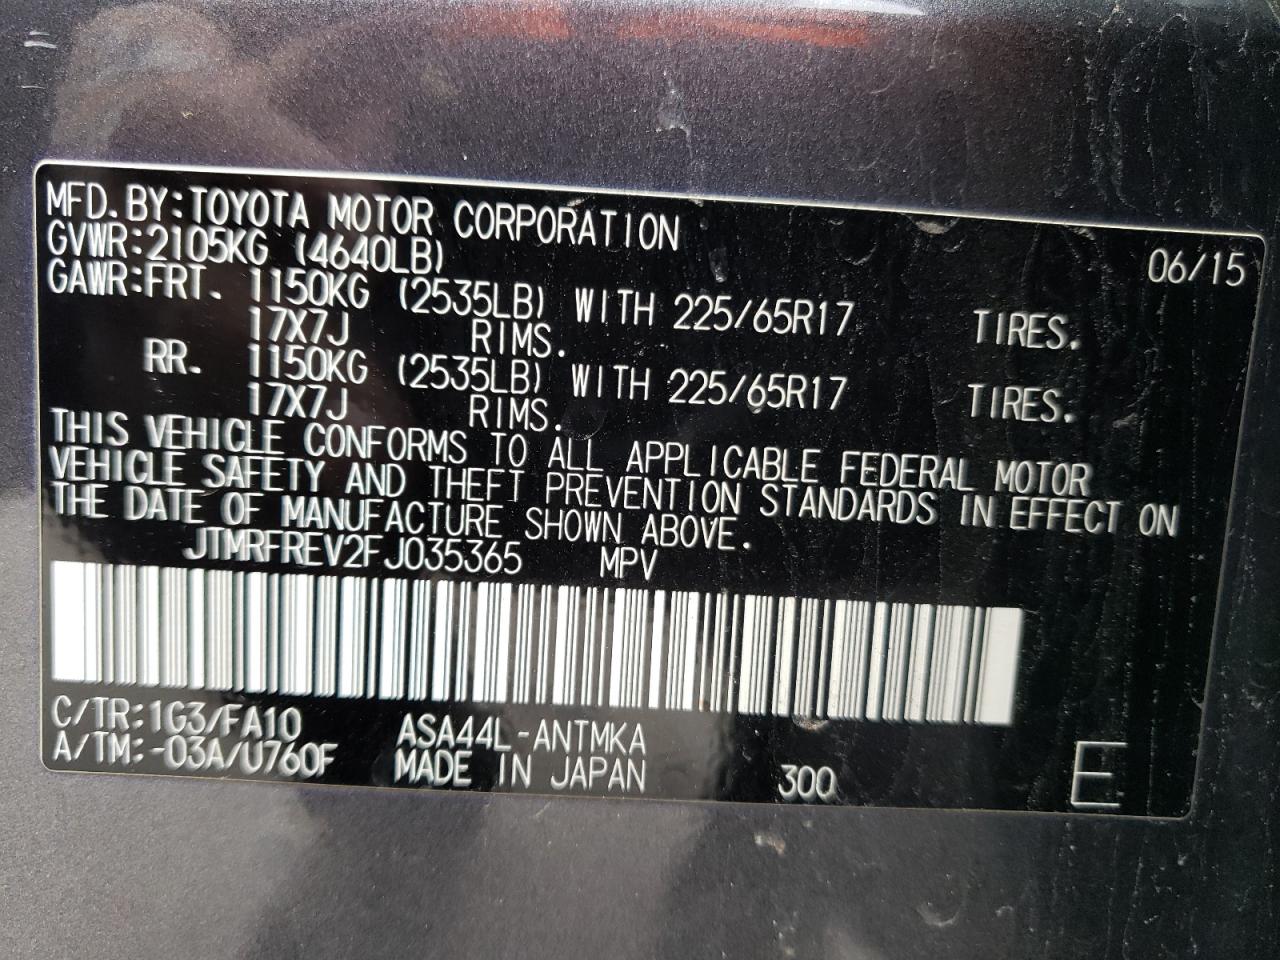 MFD.BY:TOYOTA MOTOR CORPORATION 06/15
GVWR:2105KG (4640LB)
GAWR:FRT. 1150KG (2535LB) WITH 225/65R17 TIRES.
17X7J RIMS.
RR. 1150KG (2535LB) WITH 225/65R17 TIRES.
17X7J RIMS.
THIS VEHICLE CONFORMS TO ALL APPLICABLE FEDERAL MOTOR
VEHICLE SAFETY AND THEFT PREVENTION STANDARDS IN EFFECT ON
THE DATE OF MANUFACTURE SHOWN ABOVE.
JTMRFREV2FJ035365 MPV
C/TR:1G3/FA10 ASA44L-ANTMKA
A/TM:-03A/U760F MADE IN JAPAN 300 E